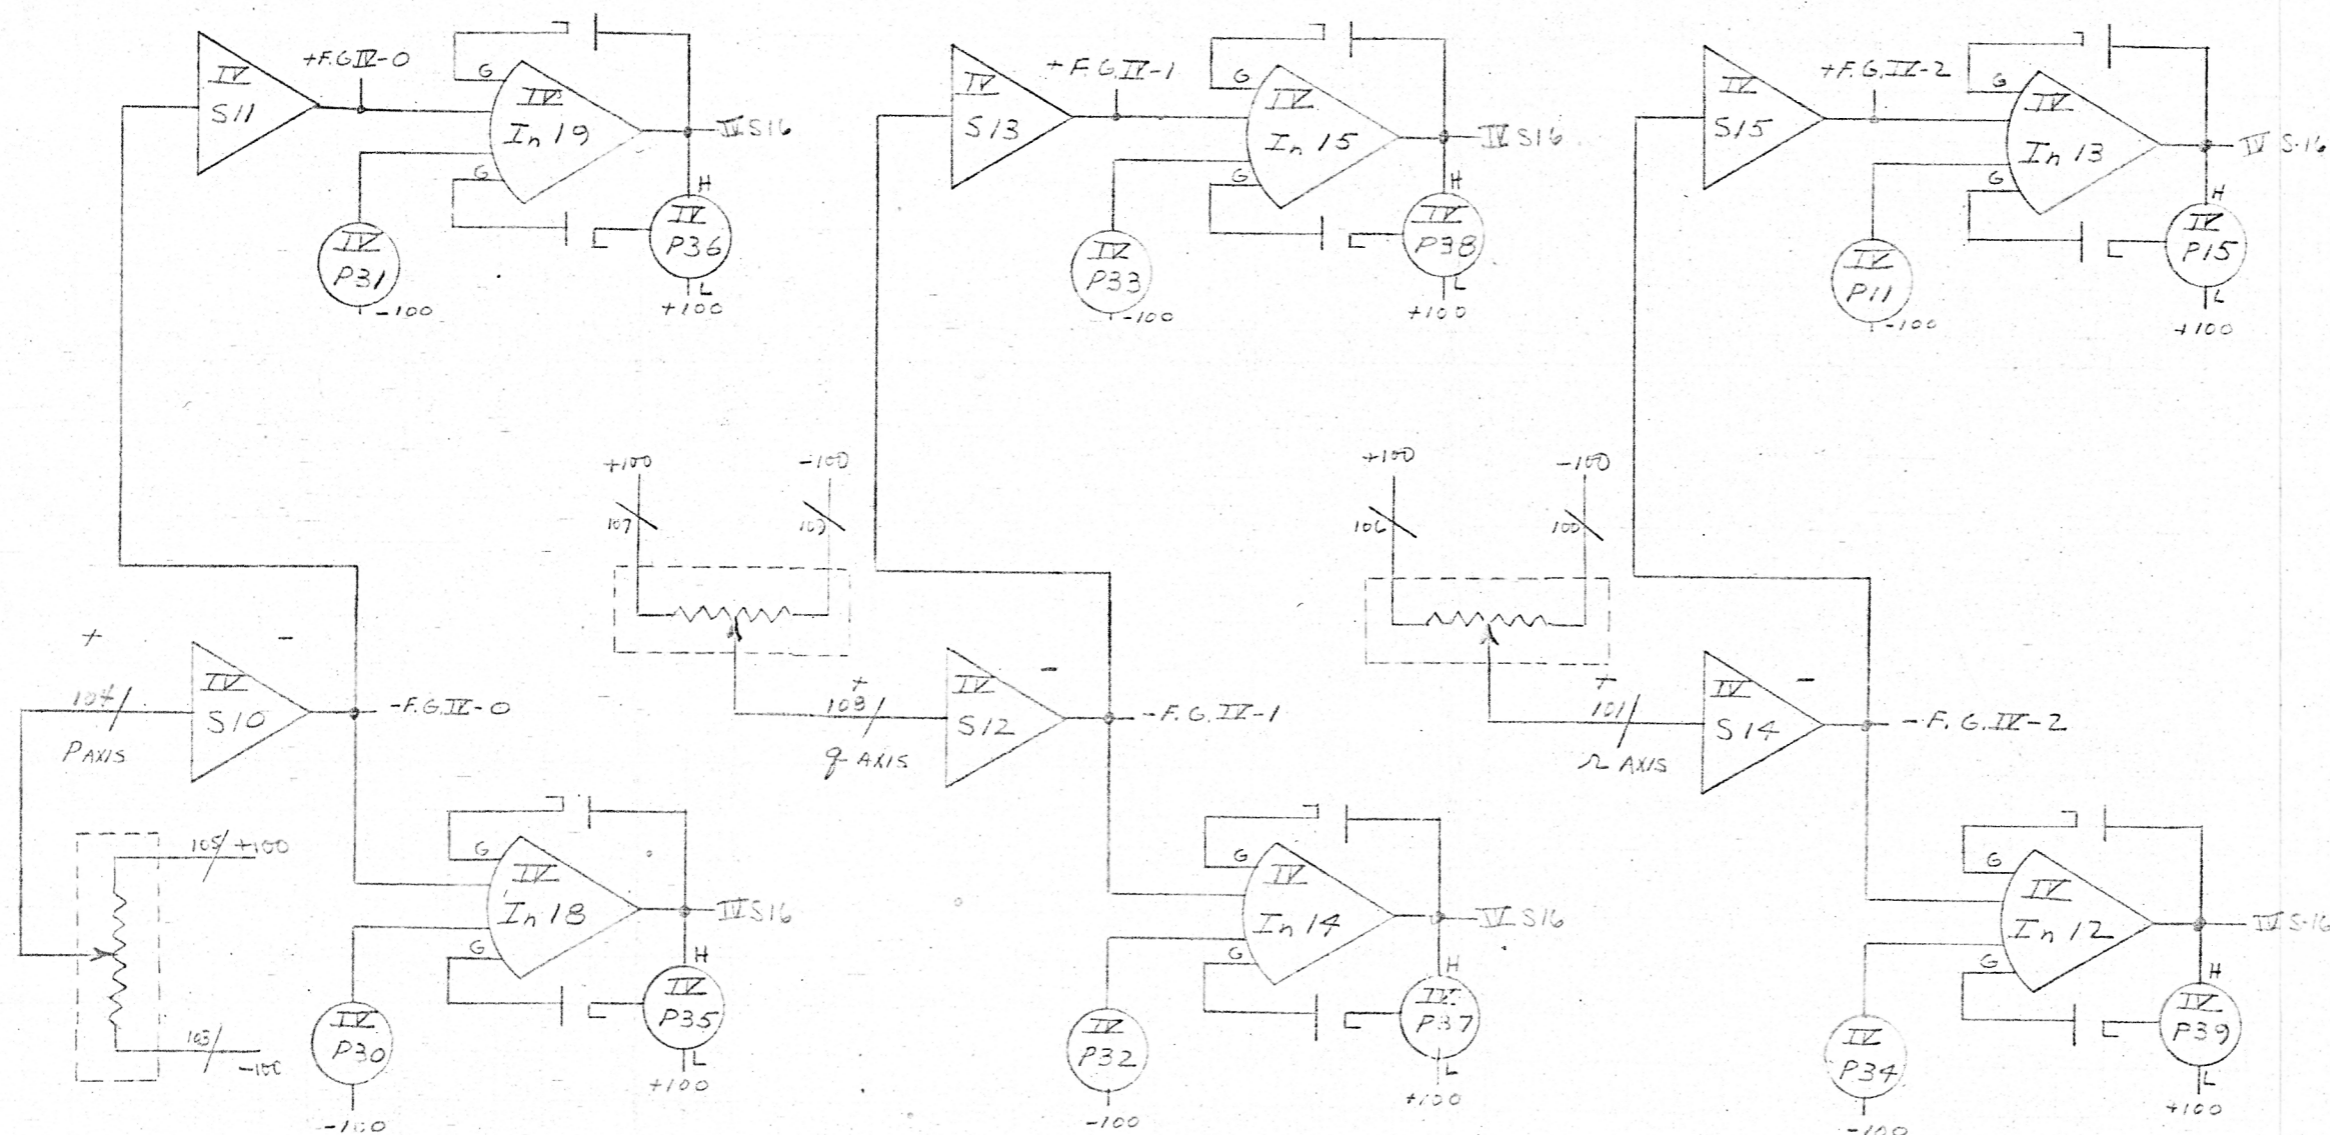 IV
S11
+F.G IV-0
G
IV
In 19
G
IV S16
IV
P31
-100
H
IV
P36
L
+100
IV
S13
+F.G. IV-1
G
IV
In 15
G
IV S16
IV
P33
-100
H
IV
P38
L
+100
IV
S15
+F.G. IV-2
G
IV
In 13
G
IV S-16
IV
P11
-100
H
IV
P15
L
+100
+100
-100
107
+100
-100
106
100
+
-
104
IV
S10
-F.G. IV-0
P AXIS
105 +100
103
-100
G
IV
In 18
G
IV S16
IV
P30
-100
H
IV
P35
L
+100
+
-
103
IV
S12
-F.G. IV-1
q AXIS
G
IV
In 14
G
IV S16
IV
P32
-100
H
IV
P37
L
+100
+
-
101
IV
S14
-F.G. IV-2
r AXIS
G
IV
In 12
G
IV S-16
IV
P34
-100
H
IV
P39
L
+100